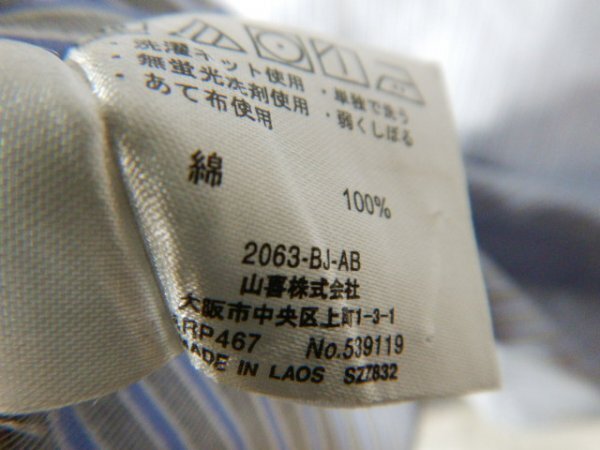 ・洗濯ネット使用 ・単独で洗う
・無蛍光洗剤使用 ・弱くしぼる
・あて布使用
綿 100%
2063-BJ-AB
山喜株式会社
大阪市中央区上町1-3-1
RP467 No.539119
MADE IN LAOS SZ7832